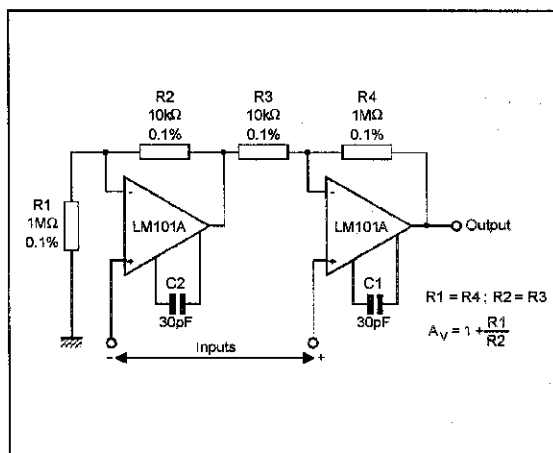 R2
10kΩ
0.1%
R3
10kΩ
0.1%
R4
1MΩ
0.1%
R1
1MΩ
0.1%
-
LM101A
+
-
LM101A
+
Output
C2
30pF
C1
30pF
R1 = R4 ; R2 = R3
A_V = 1 + R1/R2
- Inputs +